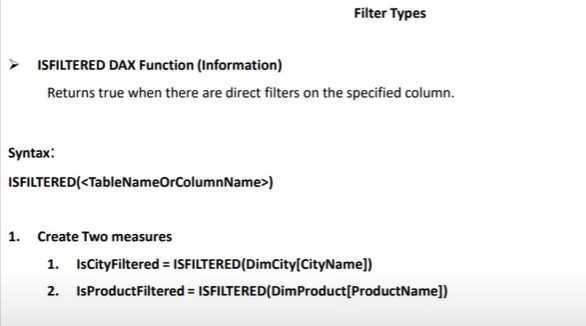 Filter Types
➢ ISFILTERED DAX Function (Information)
Returns true when there are direct filters on the specified column.
Syntax:
ISFILTERED(<TableNameOrColumnName>)
1. Create Two measures
1. IsCityFiltered = ISFILTERED(DimCity[CityName])
2. IsProductFiltered = ISFILTERED(DimProduct[ProductName])